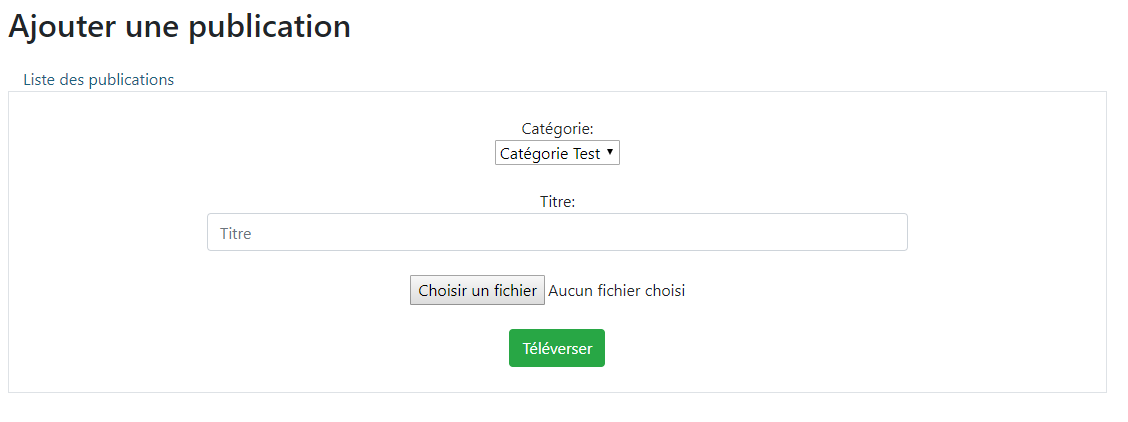 Ajouter une publication
Liste des publications
Catégorie:
Catégorie Test
Titre:
Titre
Choisir un fichier Aucun fichier choisi
Téléverser